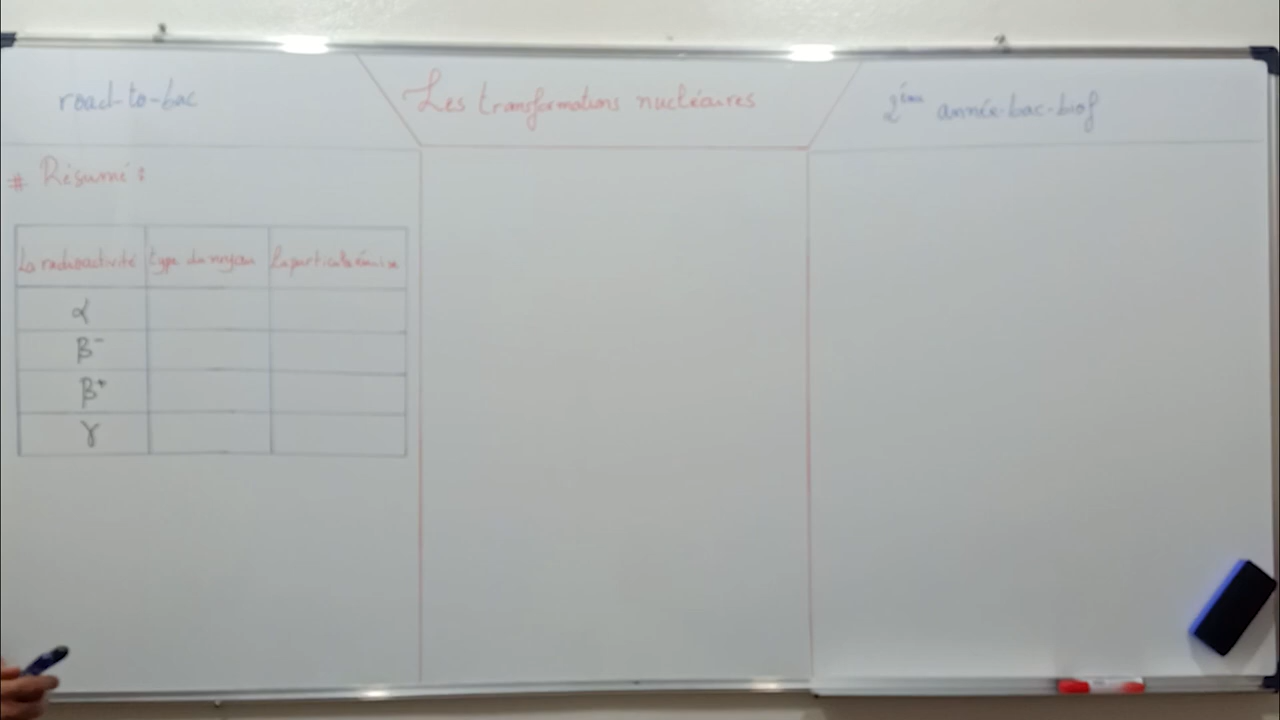 road-to-bac
Les transformations nucléaires
2ème année-bac-biof
# Résumé :
La radioactivité type du noyau La particule émise
α
β⁻
β⁺
γ